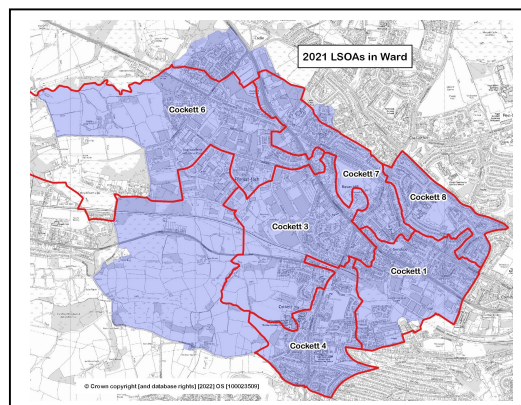 2021 LSOAs in Ward
Cockett 6
Cockett 7
Cockett 8
Cockett 3
Cockett 1
Cockett 4
© Crown copyright [and database rights] [2022] OS [100023509]